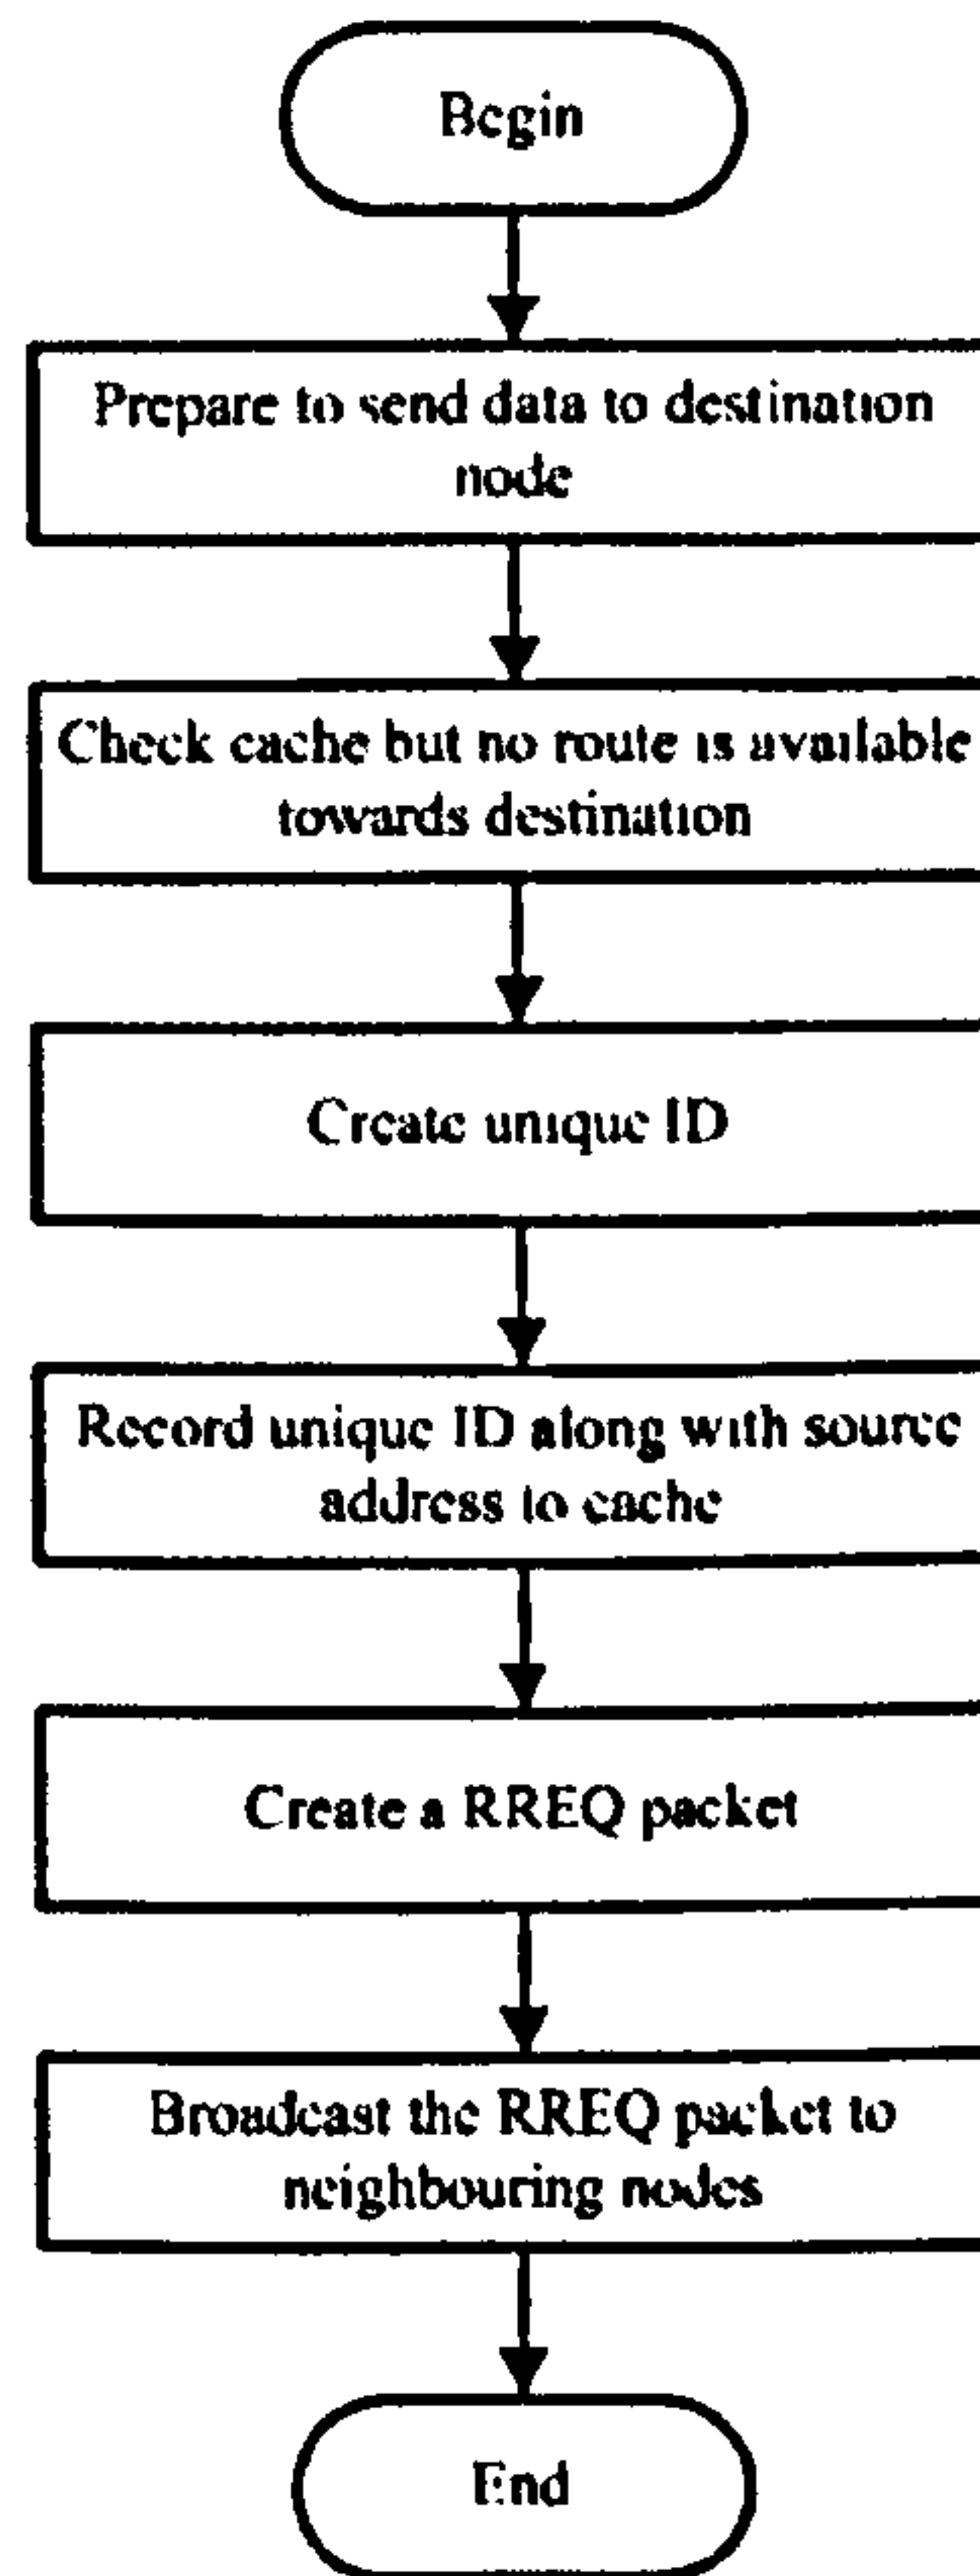 Begin
Prepare to send data to destination
node
Check cache but no route is available
towards destination
Create unique ID
Record unique ID along with source
address to cache
Create a RREQ packet
Broadcast the RREQ packet to
neighbouring nodes
End